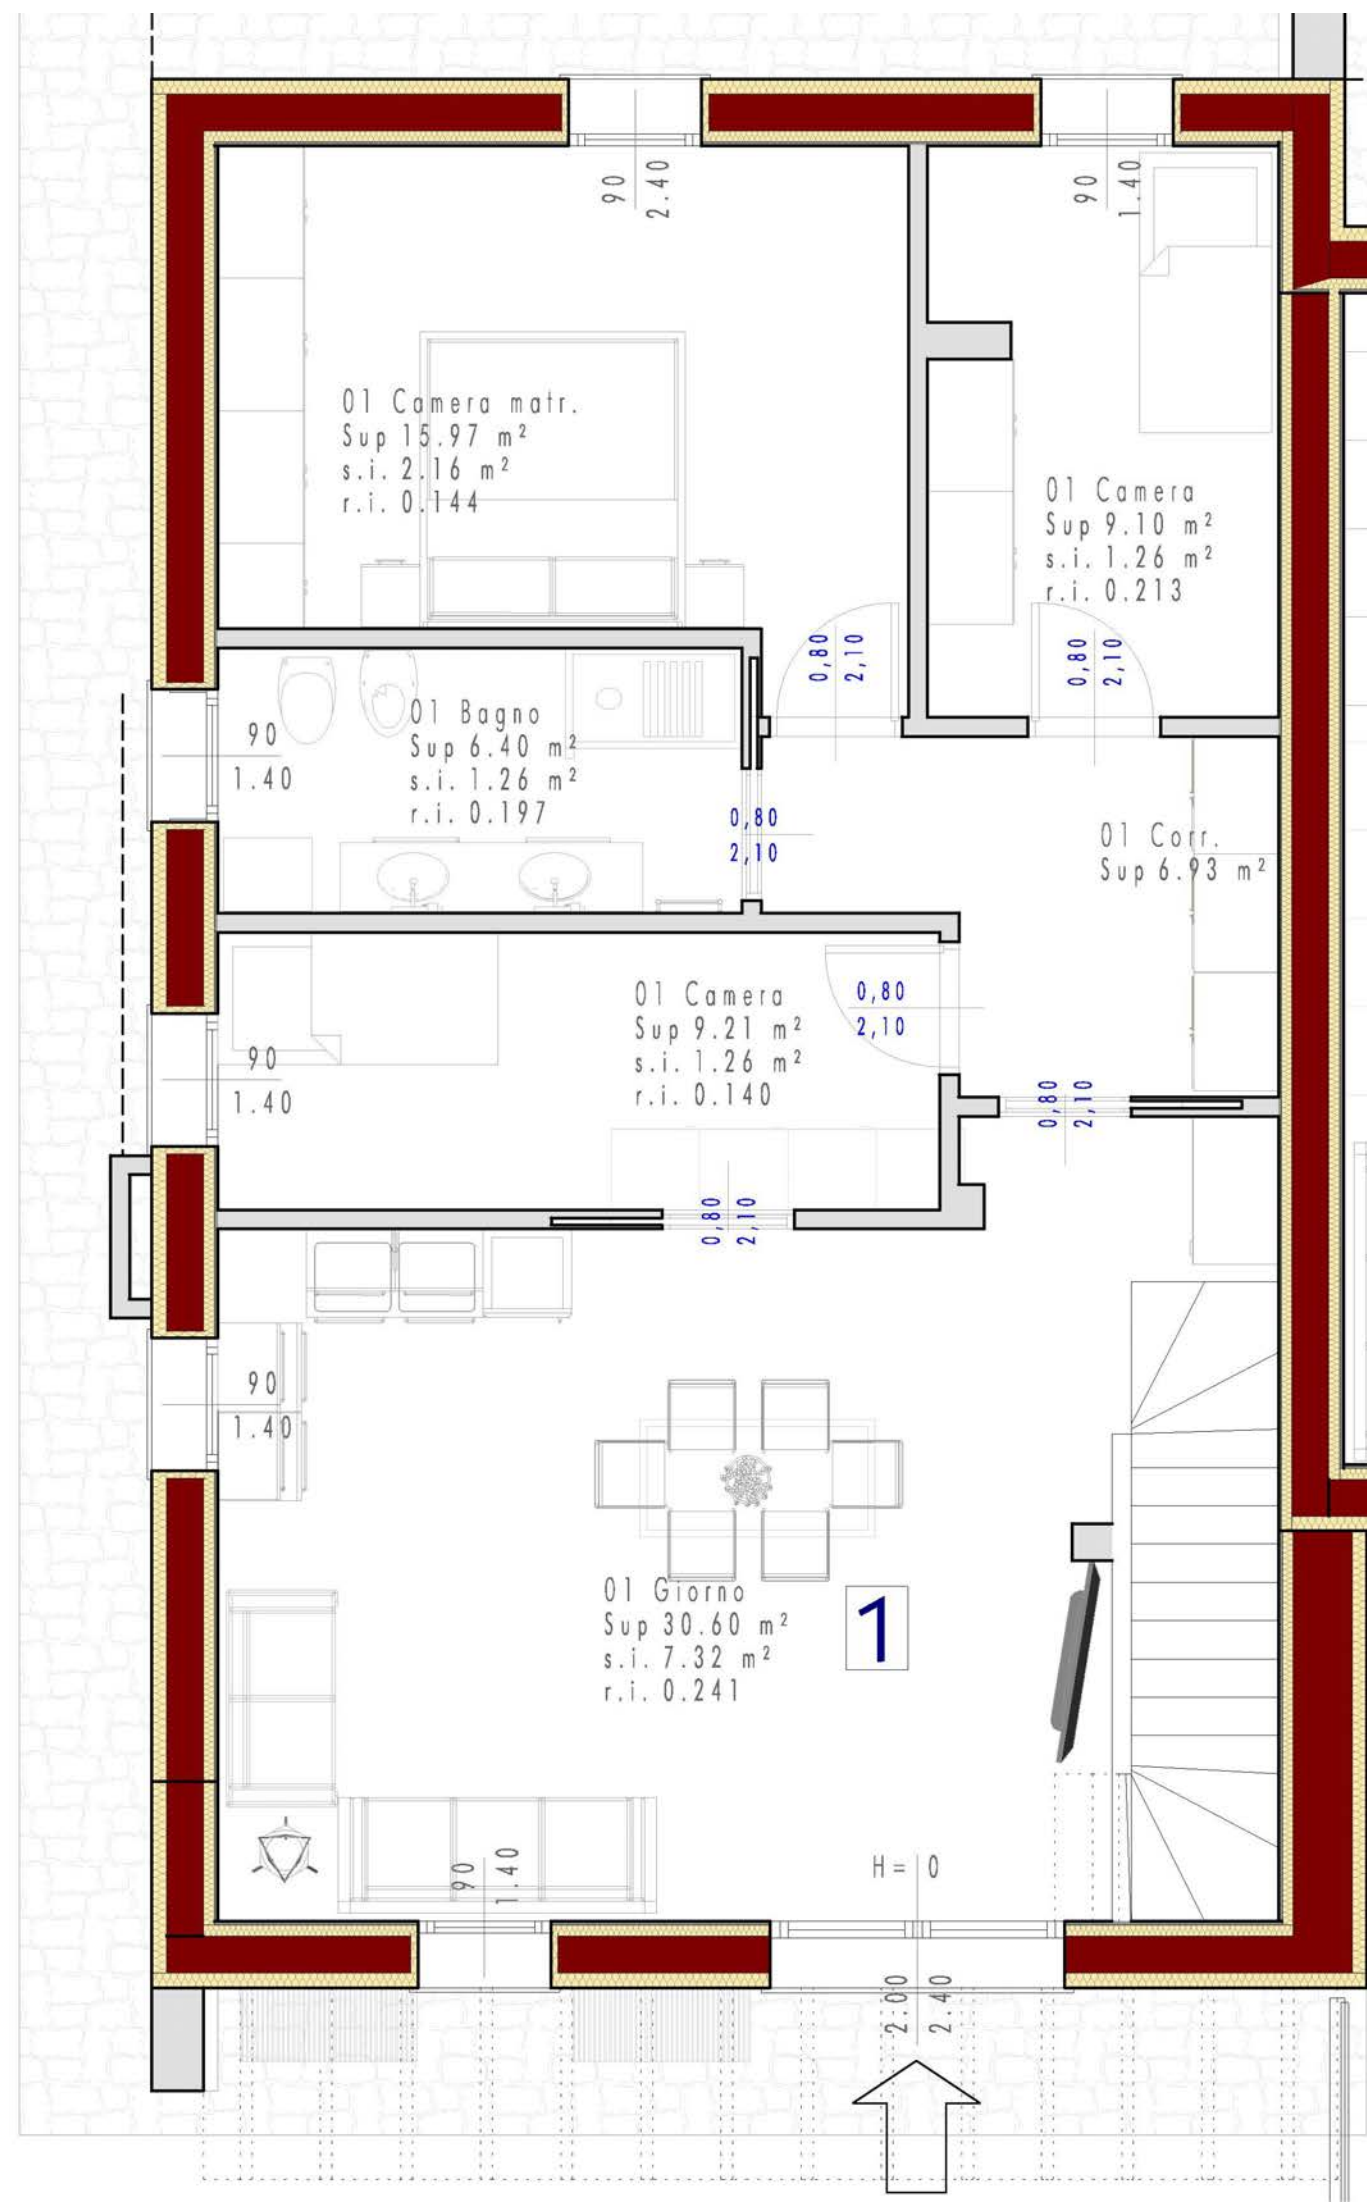 90
2.40
90
1.40
01 Camera matr.
Sup 15.97 m²
s.i. 2.16 m²
r.i. 0.144
01 Camera
Sup 9.10 m²
s.i. 1.26 m²
r.i. 0.213
0,80
2,10
0,80
2,10
01 Bagno
Sup 6.40 m²
s.i. 1.26 m²
r.i. 0.197
90
1.40
0,80
2,10
01 Corr.
Sup 6.93 m²
01 Camera
Sup 9.21 m²
s.i. 1.26 m²
r.i. 0.140
0,80
2,10
90
1.40
0,80
2,10
0,80
2,10
90
1.40
01 Giorno
Sup 30.60 m²
s.i. 7.32 m²
r.i. 0.241
1
90
1.40
H= 0
2.00
2.40